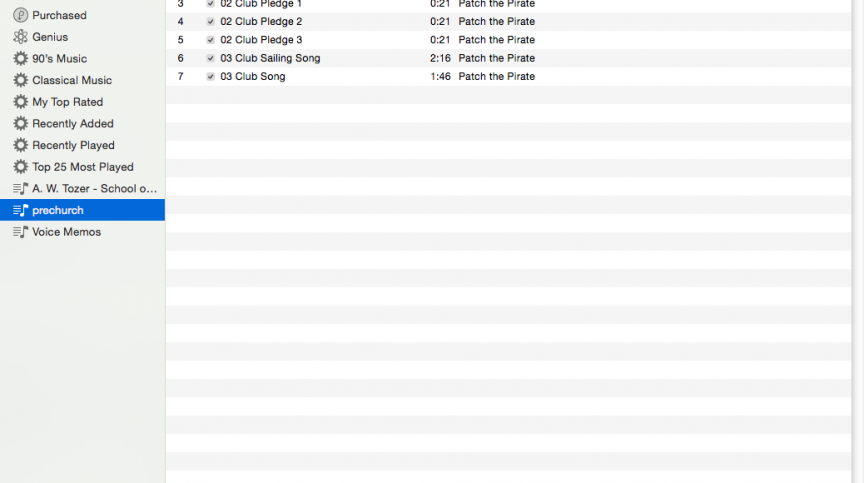 Purchased
Genius
90's Music
Classical Music
My Top Rated
Recently Added
Recently Played
Top 25 Most Played
A. W. Tozer - School o...
prechurch
Voice Memos
3 02 Club Pledge 1 0:21 Patch the Pirate
4 02 Club Pledge 2 0:21 Patch the Pirate
5 02 Club Pledge 3 0:21 Patch the Pirate
6 03 Club Sailing Song 2:16 Patch the Pirate
7 03 Club Song 1:46 Patch the Pirate